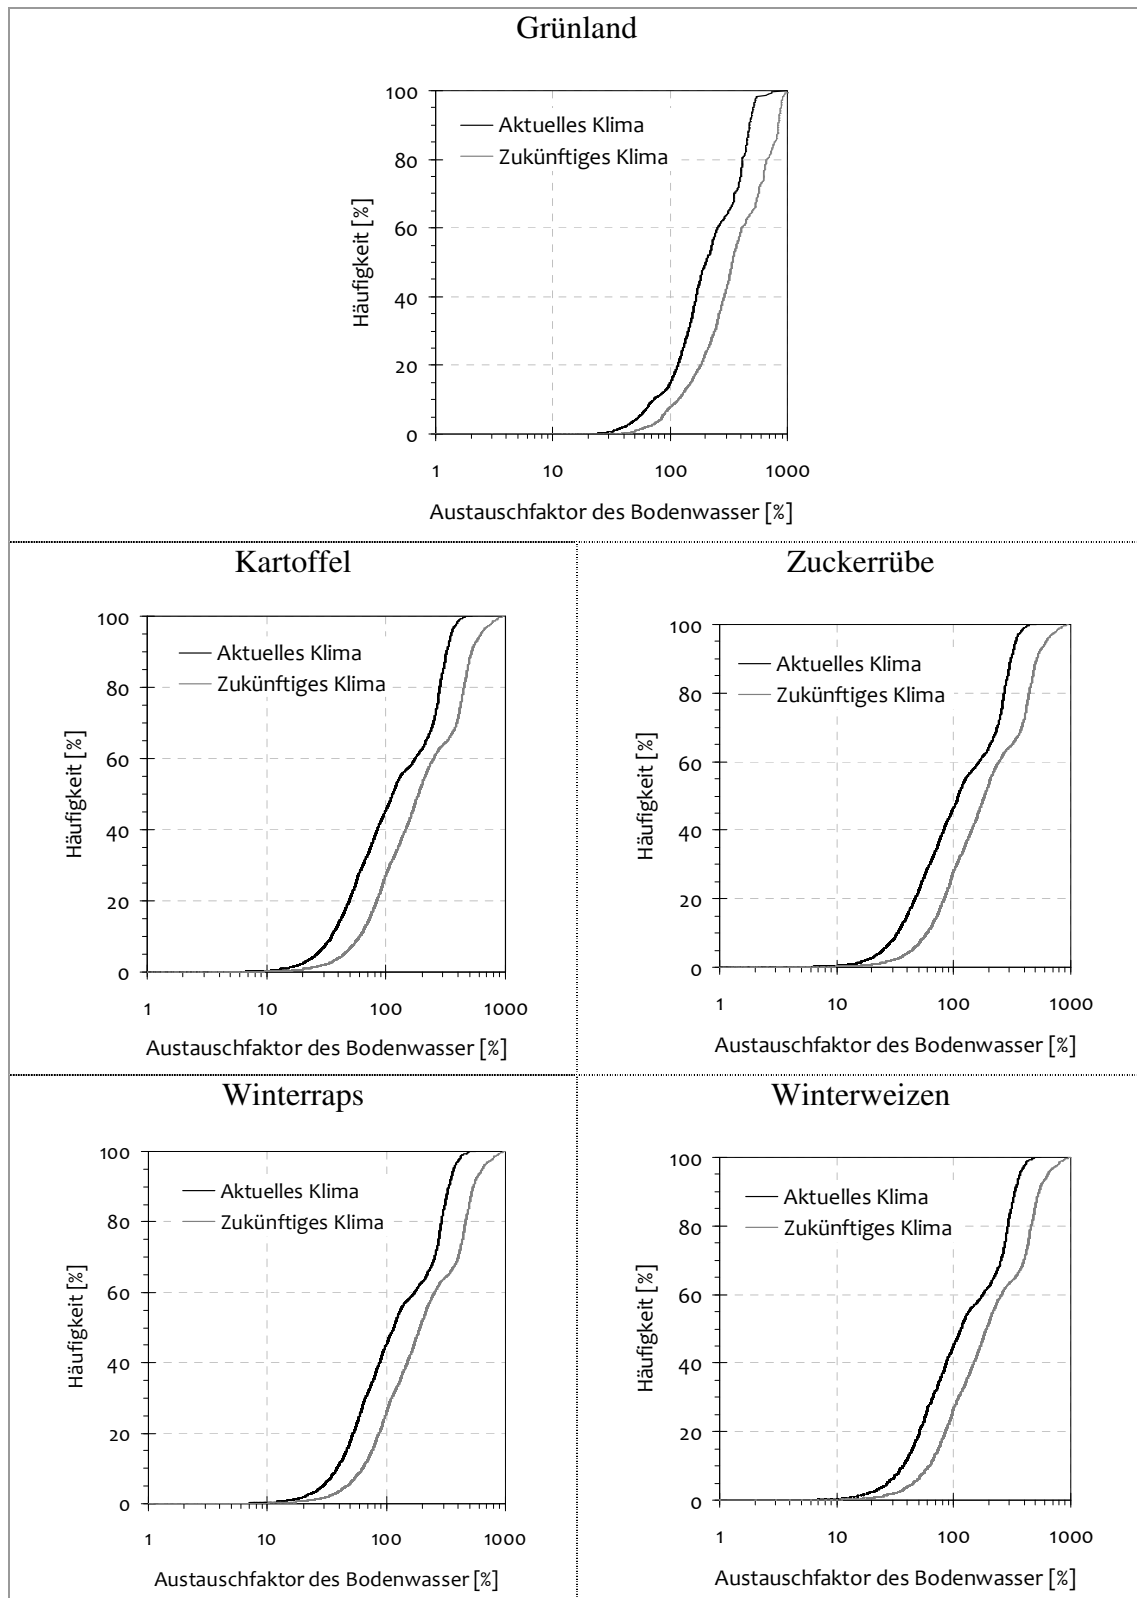 Grünland
100
80
60
40
20
0
Häufigkeit [%]
Aktuelles Klima
Zukünftiges Klima
1 10 100 1000
Austauschfaktor des Bodenwasser [%]
Kartoffel
100
80
60
40
20
0
Häufigkeit [%]
Aktuelles Klima
Zukünftiges Klima
1 10 100 1000
Austauschfaktor des Bodenwasser [%]
Zuckerrübe
100
80
60
40
20
0
Häufigkeit [%]
Aktuelles Klima
Zukünftiges Klima
1 10 100 1000
Austauschfaktor des Bodenwasser [%]
Winterraps
100
80
60
40
20
0
Häufigkeit [%]
Aktuelles Klima
Zukünftiges Klima
1 10 100 1000
Austauschfaktor des Bodenwasser [%]
Winterweizen
100
80
60
40
20
0
Häufigkeit [%]
Aktuelles Klima
Zukünftiges Klima
1 10 100 1000
Austauschfaktor des Bodenwasser [%]